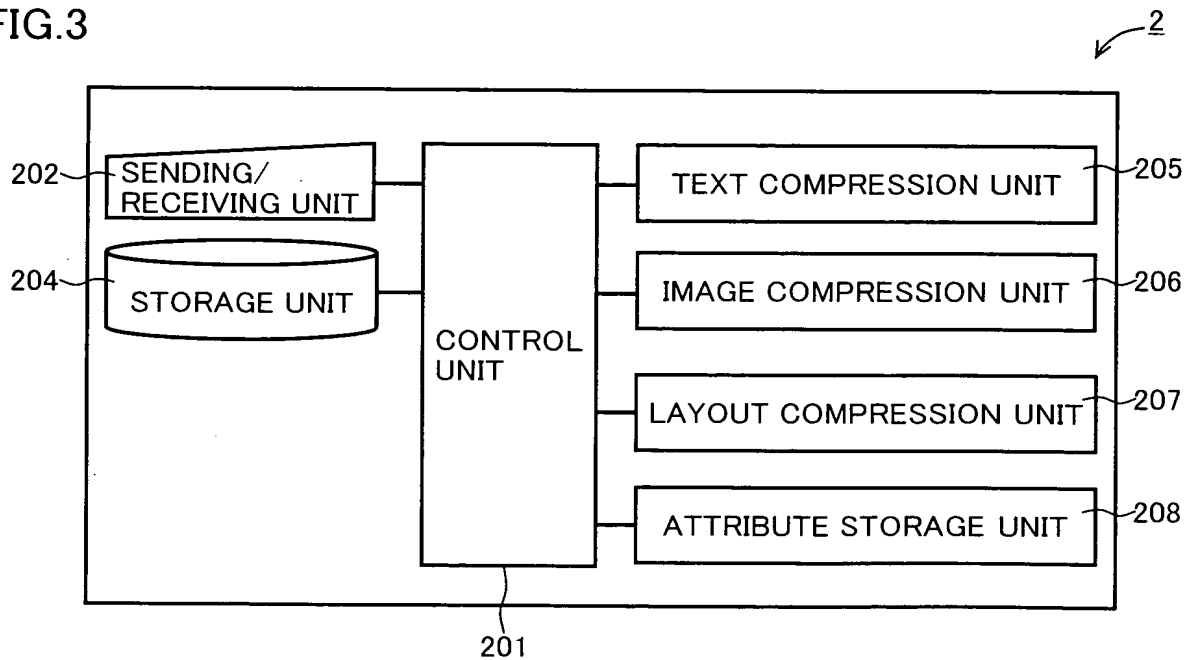 FIG.3
2
202
SENDING/
RECEIVING UNIT
204
STORAGE UNIT
CONTROL
UNIT
201
TEXT COMPRESSION UNIT
205
IMAGE COMPRESSION UNIT
206
LAYOUT COMPRESSION UNIT
207
ATTRIBUTE STORAGE UNIT
208